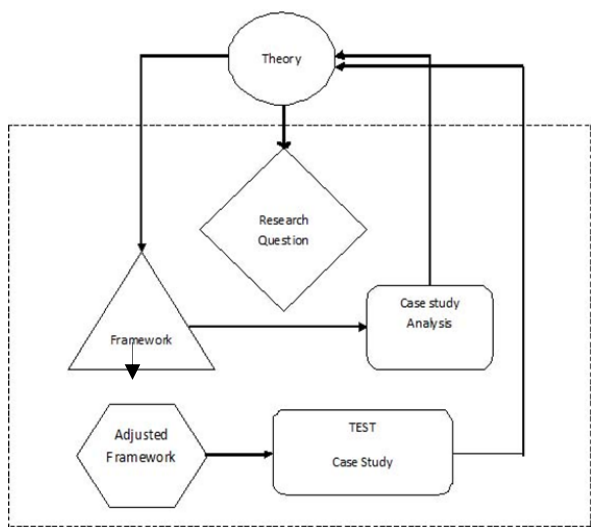 Theory
Research
Question
Case study
Analysis
Framework
Adjusted
Framework
TEST
Case Study